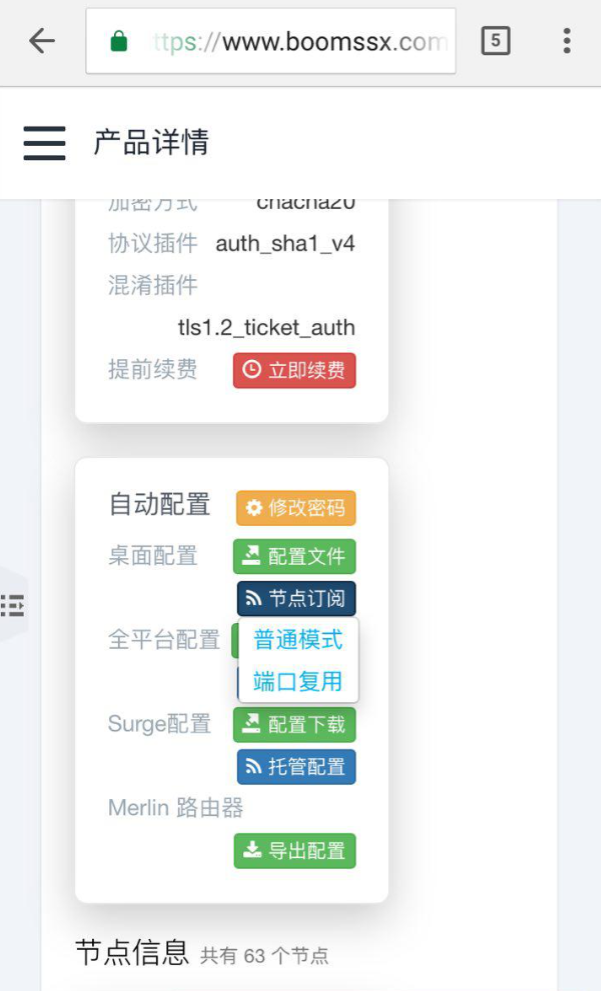 ttps://www.boomssx.com
5
产品详情
加密方式 chacha20
协议插件 auth_sha1_v4
混淆插件
tls1.2_ticket_auth
提前续费 立即续费
自动配置 修改密码
桌面配置 配置文件
节点订阅
全平台配置 普通模式
端口复用
Surge配置 配置下载
托管配置
Merlin 路由器
导出配置
节点信息 共有 63 个节点